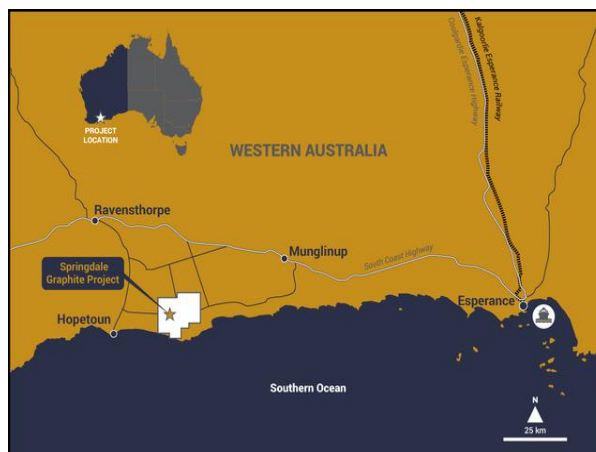 PROJECT
LOCATION
WESTERN AUSTRALIA
Coolgardie Esperance Highway
Kalgoorlie Esperance Railway
Ravensthorpe
Munglinup
South Coast Highway
Springdale
Graphite Project
Esperance
Hopetoun
Southern Ocean
N
25 km